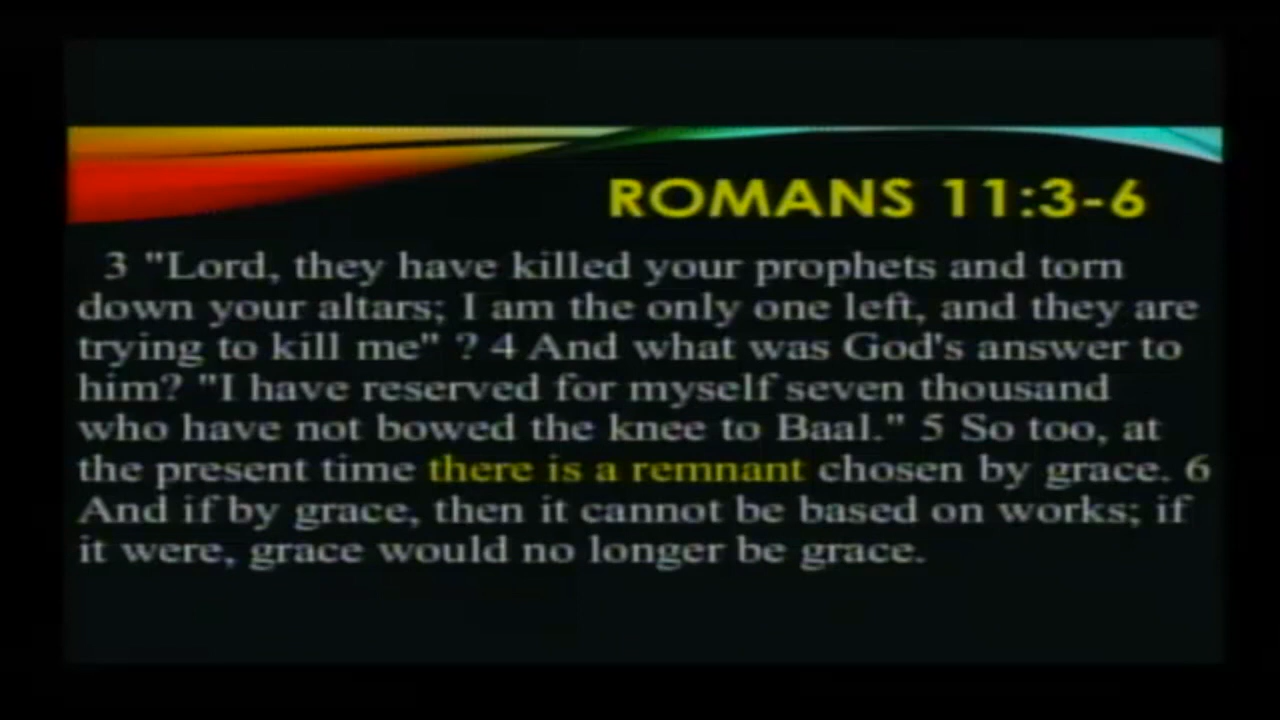 ROMANS 11:3-6
3 "Lord, they have killed your prophets and torn
down your altars; I am the only one left, and they are
trying to kill me" ? 4 And what was God's answer to
him? "I have reserved for myself seven thousand
who have not bowed the knee to Baal." 5 So too, at
the present time there is a remnant chosen by grace. 6
And if by grace, then it cannot be based on works; if
it were, grace would no longer be grace.